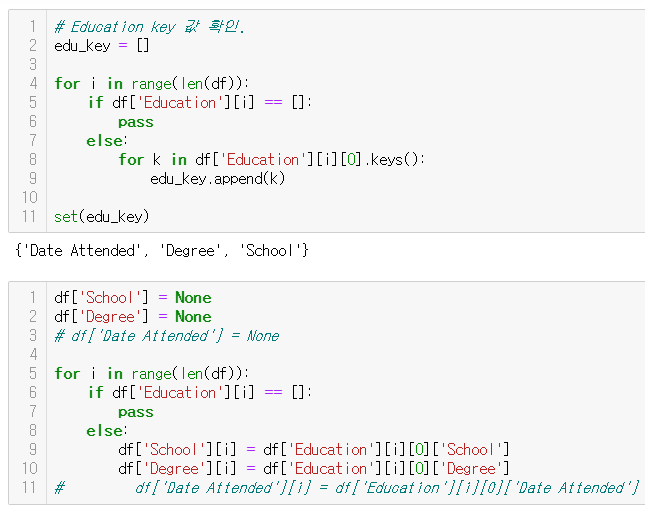 1 # Education key 값 확인.
2 edu_key = []
3
4 for i in range(len(df)):
5     if df['Education'][i] == []:
6         pass
7     else:
8         for k in df['Education'][i][0].keys():
9             edu_key.append(k)
10
11 set(edu_key)
{'Date Attended', 'Degree', 'School'}
1 df['School'] = None
2 df['Degree'] = None
3 # df['Date Attended'] = None
4
5 for i in range(len(df)):
6     if df['Education'][i] == []:
7         pass
8     else:
9         df['School'][i] = df['Education'][i][0]['School']
10         df['Degree'][i] = df['Education'][i][0]['Degree']
11 #         df['Date Attended'][i] = df['Education'][i][0]['Date Attended']